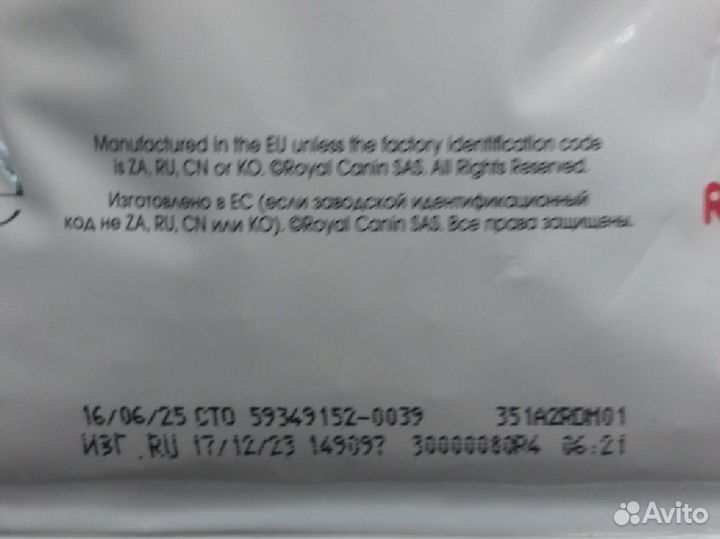 Manufactured in the EU unless the factory identification code
is ZA, RU, CN or KO. ©Royal Canin SAS. All Rights Reserved.
Изготовлено в ЕС (если заводской идентификационный
код не ZA, RU, CN или KO). ©Royal Canin SAS. Все права защищены.
R
16/06/25 СТО 59349152-0039 351A2RDM01
ИЗГ .RU 17/12/23 149097 30000080R4 06:21
Avito